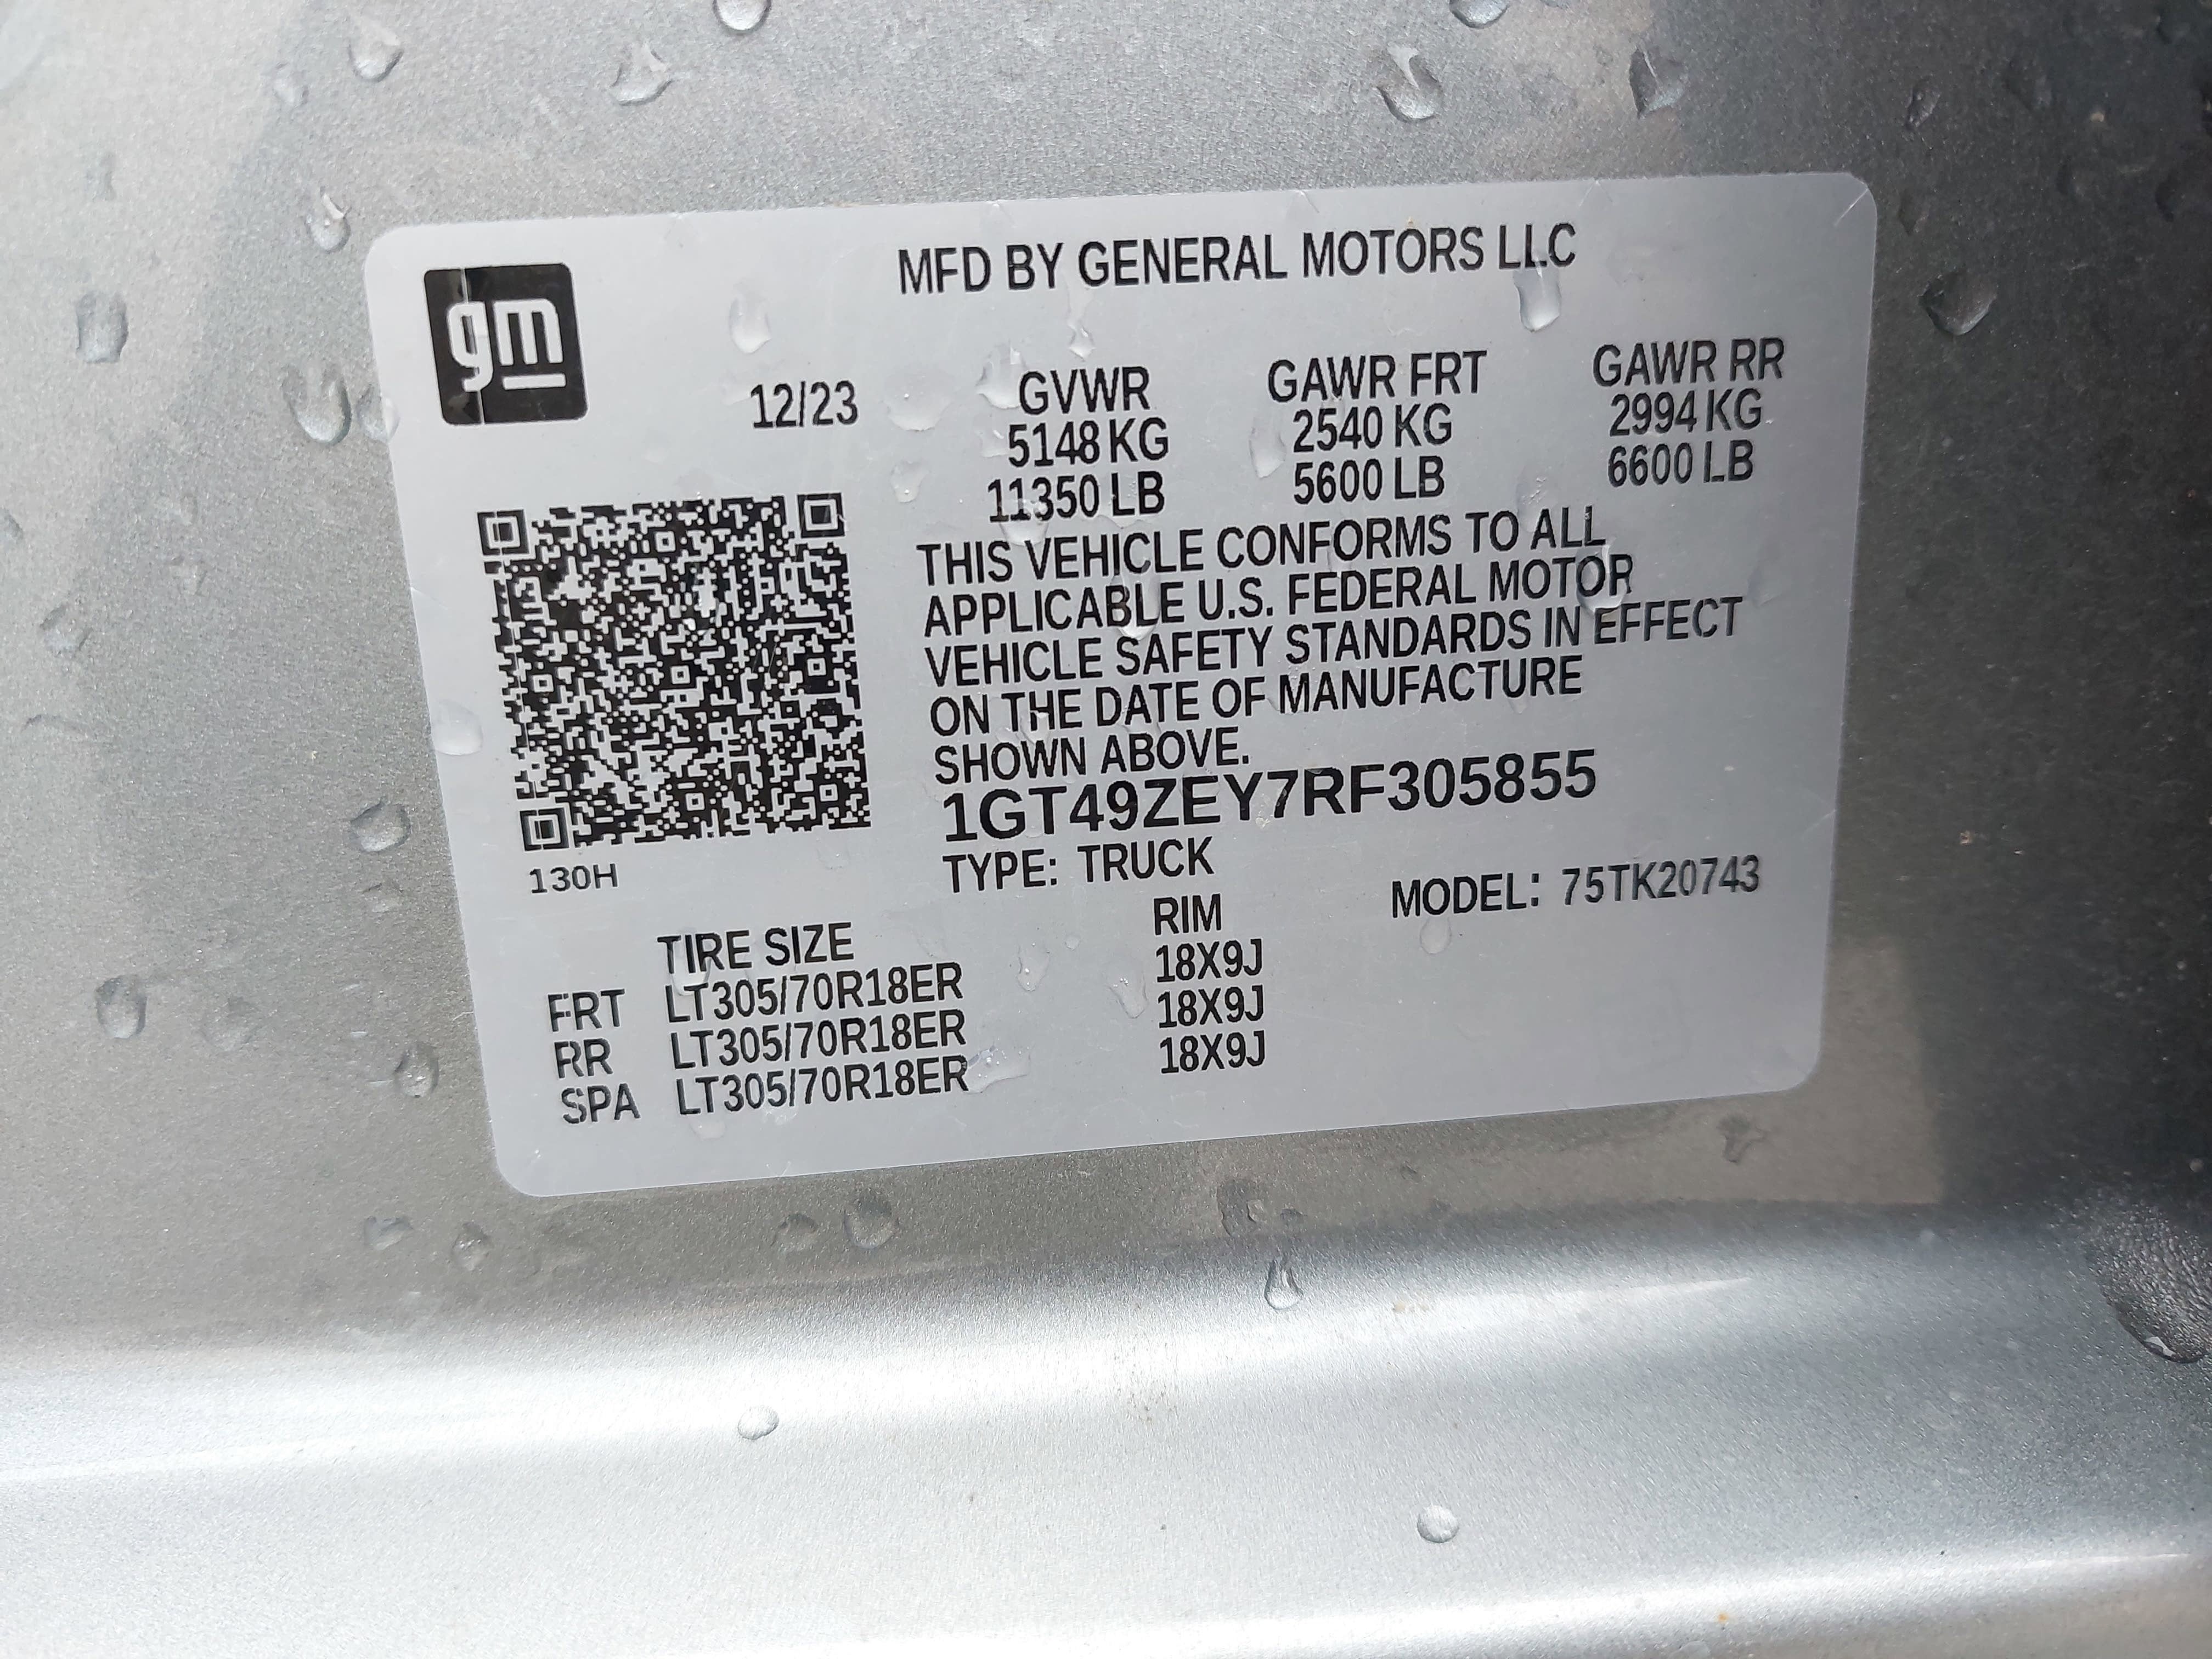 gm
MFD BY GENERAL MOTORS LLC
12/23
GVWR GAWR FRT GAWR RR
5148 KG 2540 KG 2994 KG
11350 LB 5600 LB 6600 LB
THIS VEHICLE CONFORMS TO ALL
APPLICABLE U.S. FEDERAL MOTOR
VEHICLE SAFETY STANDARDS IN EFFECT
ON THE DATE OF MANUFACTURE
SHOWN ABOVE.
1GT49ZEY7RF305855
130H
TYPE: TRUCK MODEL: 75TK20743
TIRE SIZE RIM
FRT LT305/70R18ER 18X9J
RR LT305/70R18ER 18X9J
SPA LT305/70R18ER 18X9J